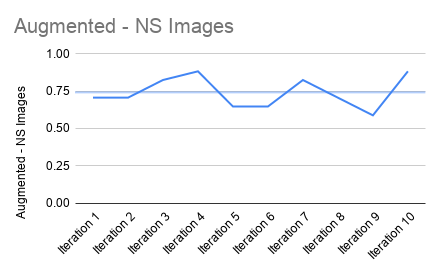 Augmented - NS Images
Augmented - NS Images
1.00
0.75
0.50
0.25
0.00
Iteration 1
Iteration 2
Iteration 3
Iteration 4
Iteration 5
Iteration 6
Iteration 7
Iteration 8
Iteration 9
Iteration 10